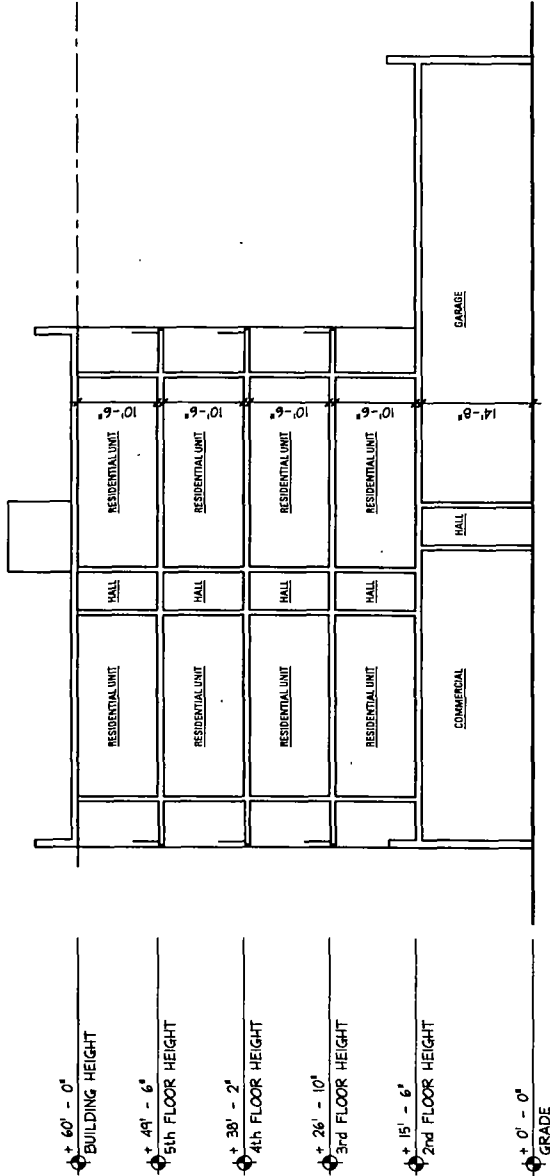 + 60' - 0"
BUILDING HEIGHT
+ 49' - 6"
5th FLOOR HEIGHT
+ 38' - 2"
4th FLOOR HEIGHT
+ 26' - 10"
3rd FLOOR HEIGHT
+ 15' - 6"
2nd FLOOR HEIGHT
+ 0' - 0"
GRADE
RESIDENTIAL UNIT
HALL
RESIDENTIAL UNIT
10'-6"
RESIDENTIAL UNIT
HALL
RESIDENTIAL UNIT
10'-6"
RESIDENTIAL UNIT
HALL
RESIDENTIAL UNIT
10'-6"
RESIDENTIAL UNIT
HALL
RESIDENTIAL UNIT
10'-6"
COMMERCIAL
HALL
14'-8"
GARAGE